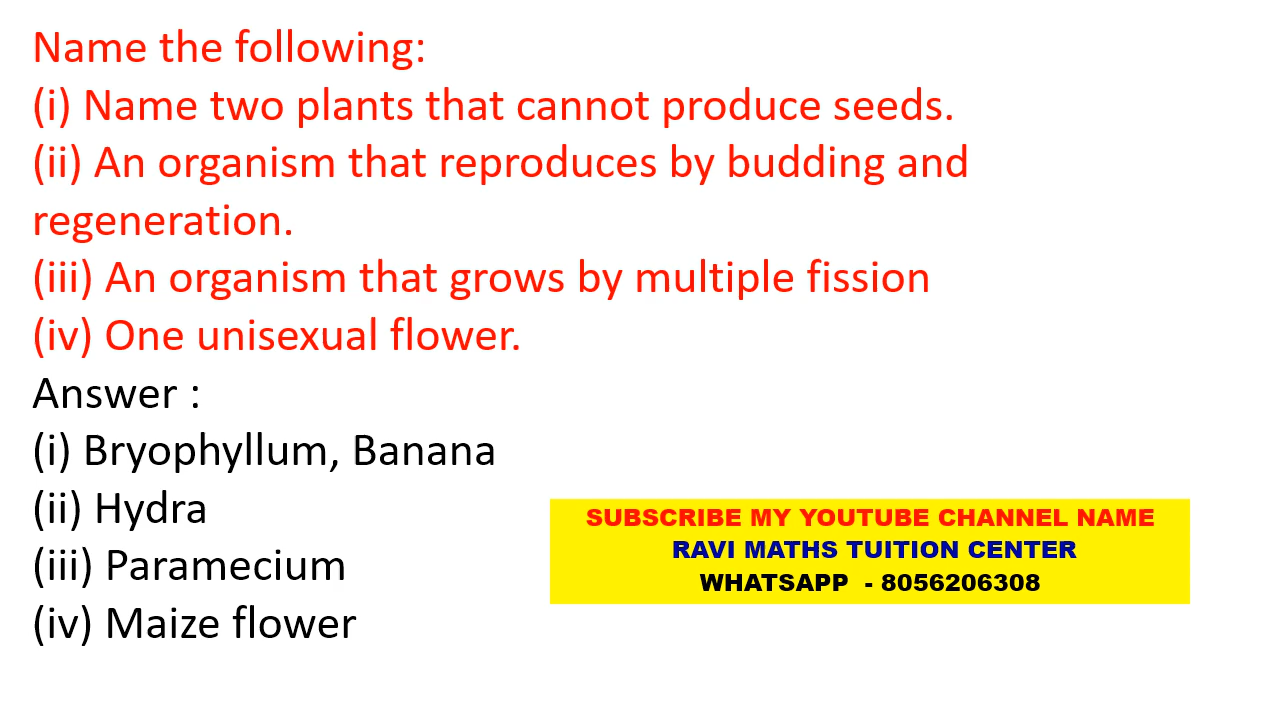 Name the following:
(i) Name two plants that cannot produce seeds.
(ii) An organism that reproduces by budding and
regeneration.
(iii) An organism that grows by multiple fission
(iv) One unisexual flower.
Answer :
(i) Bryophyllum, Banana
(ii) Hydra
(iii) Paramecium
(iv) Maize flower
SUBSCRIBE MY YOUTUBE CHANNEL NAME
RAVI MATHS TUITION CENTER
WHATSAPP - 8056206308